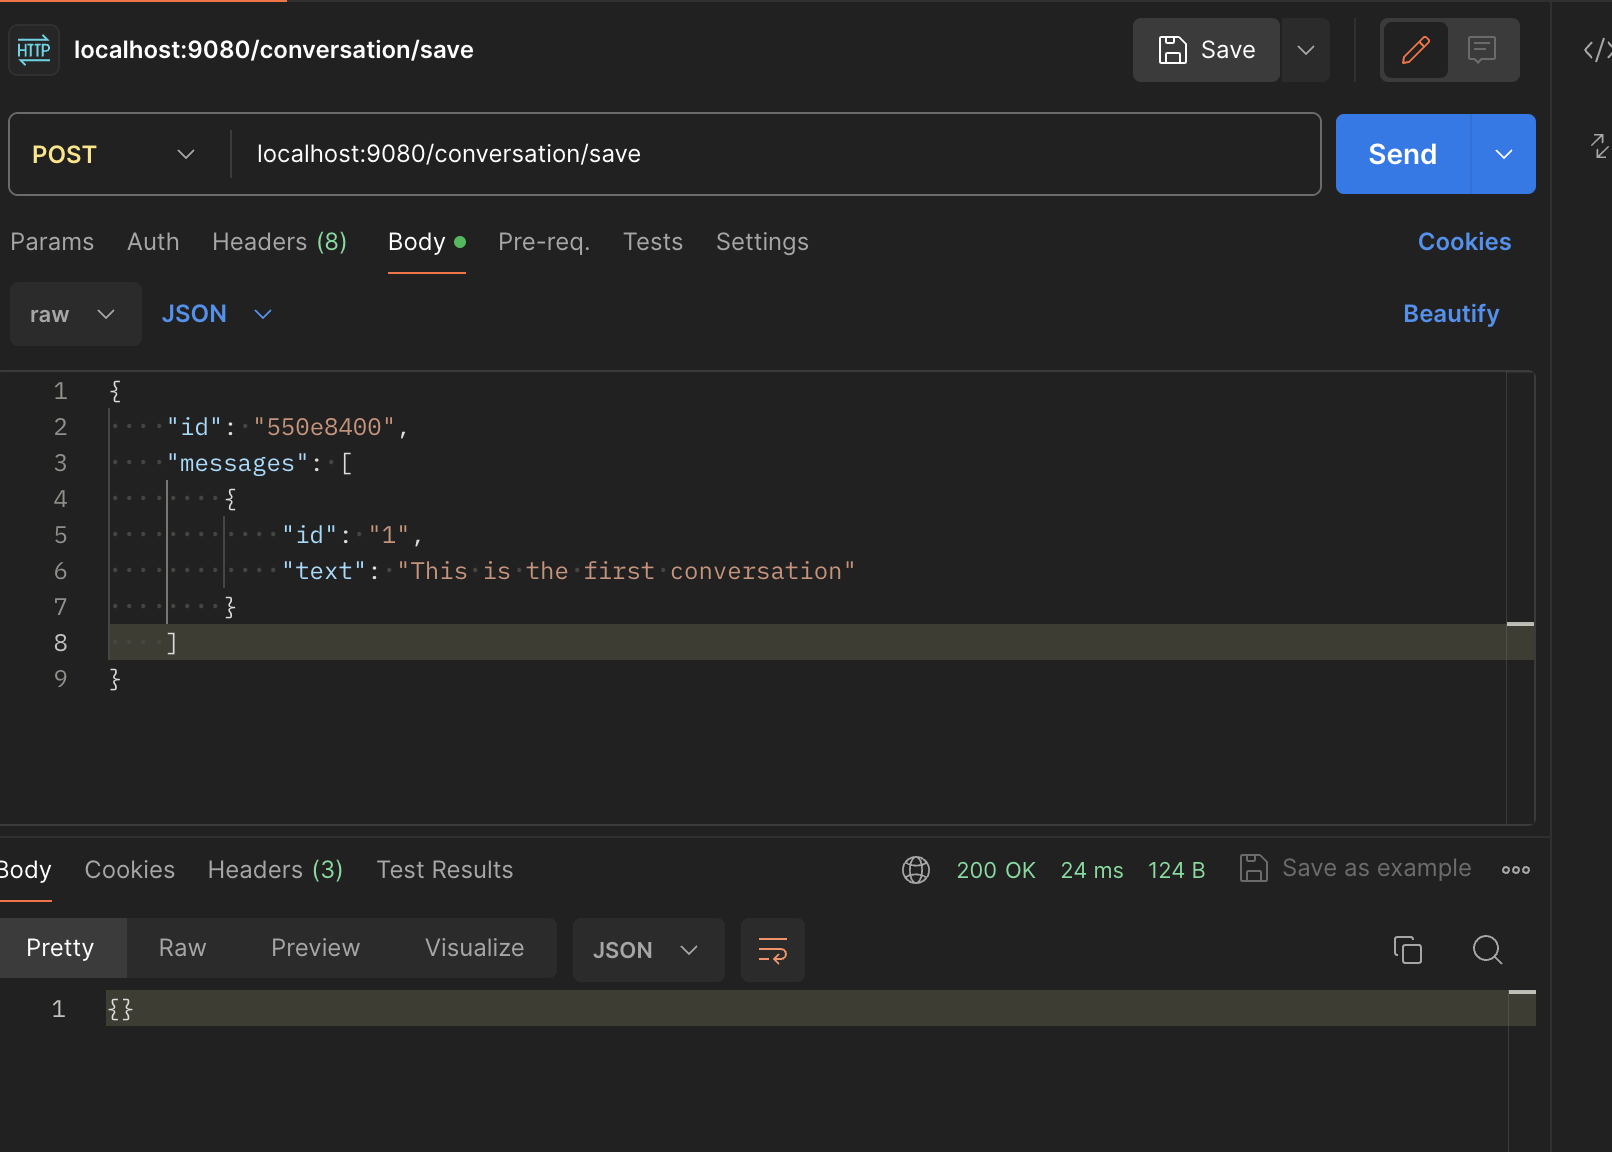 HTTP localhost:9080/conversation/save Save
POST localhost:9080/conversation/save Send
Params Auth Headers (8) Body Pre-req. Tests Settings Cookies
raw JSON Beautify
1 {
2 "id": "550e8400",
3 "messages": [
4 {
5 "id": "1",
6 "text": "This is the first conversation"
7 }
8 ]
9 }
Body Cookies Headers (3) Test Results 200 OK 24 ms 124 B Save as example
Pretty Raw Preview Visualize JSON
1 {}